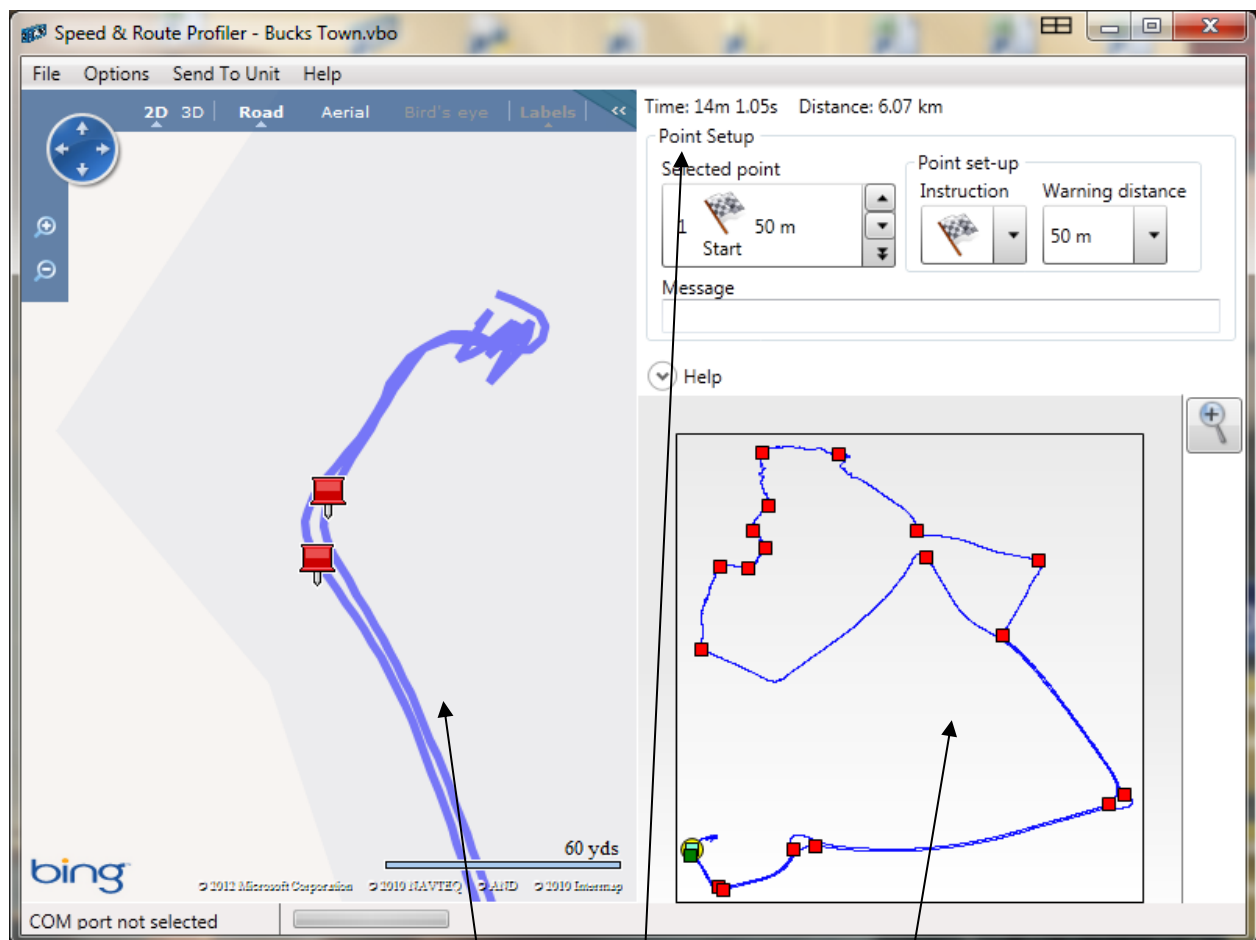 Speed & Route Profiler - Bucks Town.vbo
File Options Send To Unit Help
2D 3D Road Aerial Bird's eye Labels <<
Time: 14m 1.05s Distance: 6.07 km
Point Setup
Selected point
1 50 m
Start
Point set-up
Instruction Warning distance
50 m
Message
Help
60 yds
bing
© 2012 Microsoft Corporation © 2010 NAVTEQ © AND © 2010 Intermap
COM port not selected